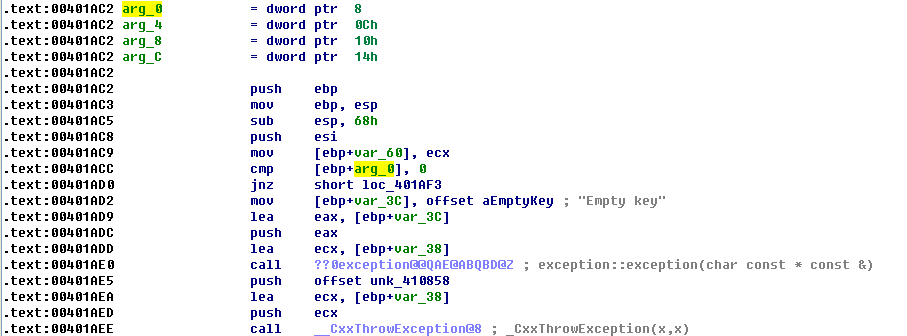 .text:00401AC2 arg_0 = dword ptr 8
.text:00401AC2 arg_4 = dword ptr 0Ch
.text:00401AC2 arg_8 = dword ptr 10h
.text:00401AC2 arg_C = dword ptr 14h
.text:00401AC2
.text:00401AC2 push ebp
.text:00401AC3 mov ebp, esp
.text:00401AC5 sub esp, 68h
.text:00401AC8 push esi
.text:00401AC9 mov [ebp+var_60], ecx
.text:00401ACC cmp [ebp+arg_0], 0
.text:00401AD0 jnz short loc_401AF3
.text:00401AD2 mov [ebp+var_3C], offset aEmptyKey ; "Empty key"
.text:00401AD9 lea eax, [ebp+var_3C]
.text:00401ADC push eax
.text:00401ADD lea ecx, [ebp+var_38]
.text:00401AE0 call ??0exception@@QAE@ABQBD@Z ; exception::exception(char const * const &)
.text:00401AE5 push offset unk_410858
.text:00401AEA lea ecx, [ebp+var_38]
.text:00401AED push ecx
.text:00401AEE call __CxxThrowException@8 ; _CxxThrowException(x,x)